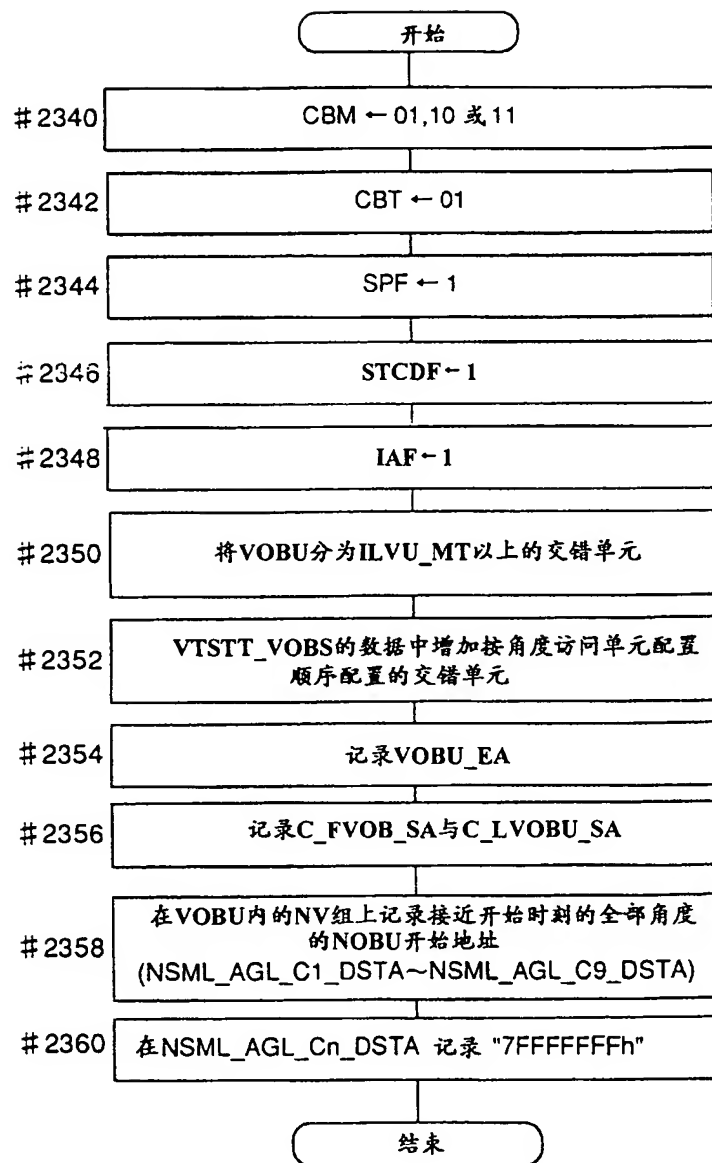 开始
#2340 CBM ← 01,10 或 11
#2342 CBT ← 01
#2344 SPF ← 1
#2346 STCDF ← 1
#2348 IAF ← 1
#2350 将VOBU分为ILVU_MT以上的交错单元
#2352 VTSTT_VOBS的数据中增加按角度访问单元配置
顺序配置的交错单元
#2354 记录VOBU_EA
#2356 记录C_FVOB_SA与C_LVOBU_SA
在VOBU内的NV组上记录接近开始时刻的全部角度
#2358 的NOBU开始地址
(NSML_AGL_C1_DSTA～NSML_AGL_C9_DSTA)
#2360 在NSML_AGL_Cn_DSTA 记录 "7FFFFFFFh"
结束